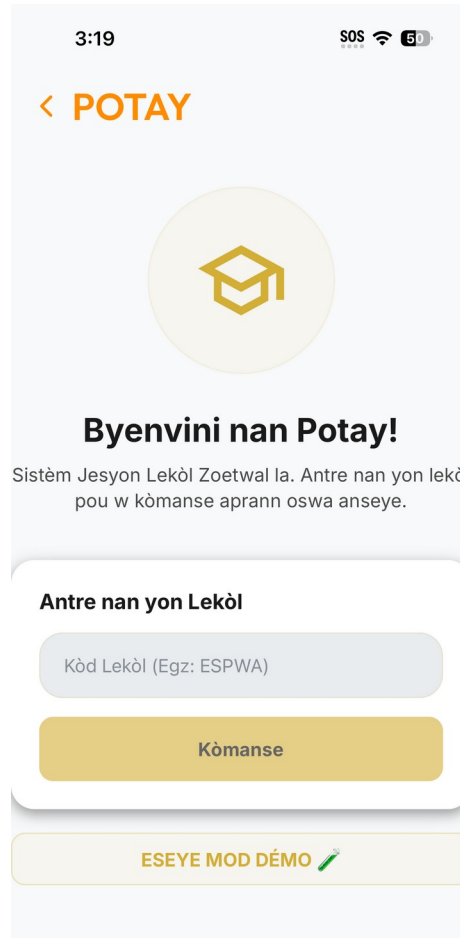 3:19
SOS
50
POTAY
Byenvini nan Potay!
Sistèm Jesyon Lekòl Zoetwal la. Antre nan yon lekò
pou w kòmanse aprann oswa anseye.
Antre nan yon Lekòl
Kòd Lekòl (Egz: ESPWA)
Kòmanse
ESEYE MOD DÉMO